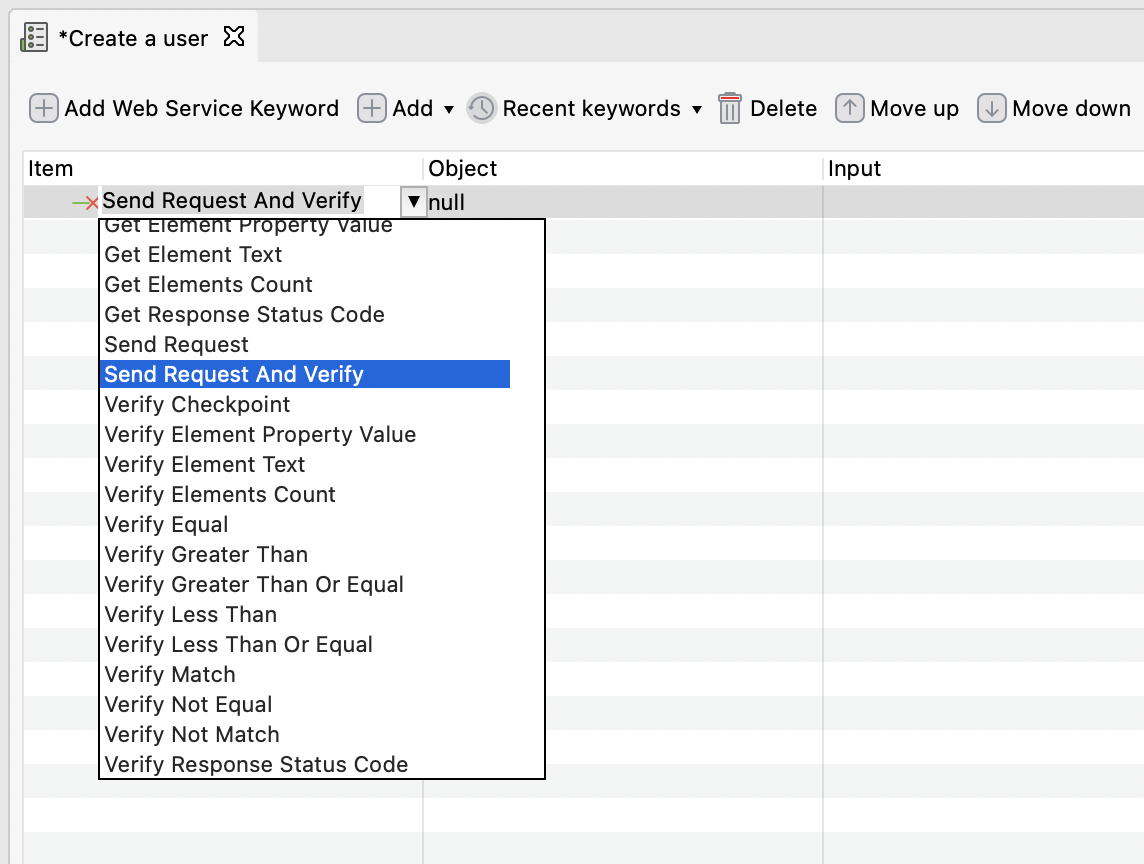 *Create a user
Add Web Service Keyword Add Recent keywords Delete Move up Move down
Item Object Input
Send Request And Verify null
Get Element Property Value
Get Element Text
Get Elements Count
Get Response Status Code
Send Request
Send Request And Verify
Verify Checkpoint
Verify Element Property Value
Verify Element Text
Verify Elements Count
Verify Equal
Verify Greater Than
Verify Greater Than Or Equal
Verify Less Than
Verify Less Than Or Equal
Verify Match
Verify Not Equal
Verify Not Match
Verify Response Status Code